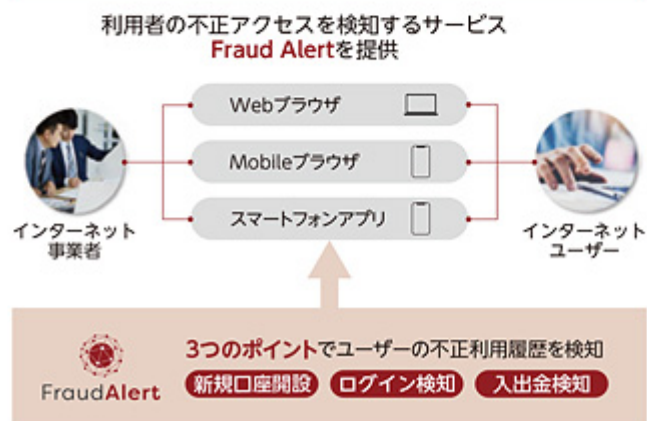 利用者の不正アクセスを検知するサービス
Fraud Alertを提供
Webブラウザ
Mobileブラウザ
スマートフォンアプリ
インターネット
事業者
インターネット
ユーザー
3つのポイントでユーザーの不正利用履歴を検知
FraudAlert
新規口座開設 ログイン検知 入出金検知